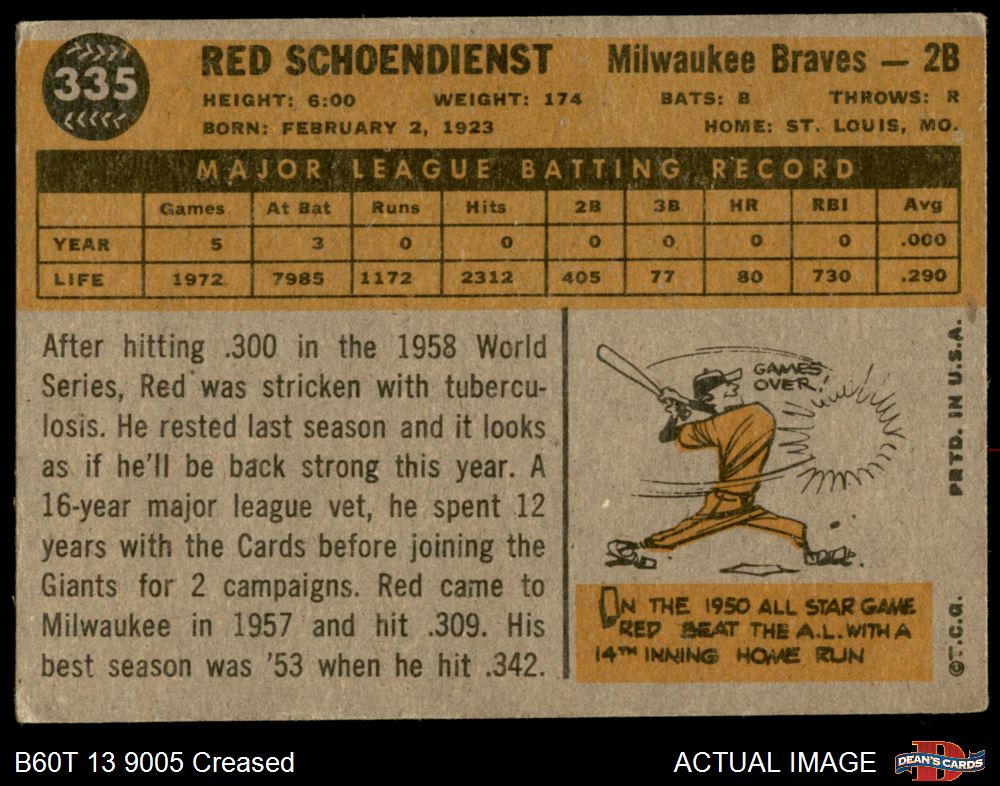 335
RED SCHOENDIENST Milwaukee Braves — 2B
HEIGHT: 6:00 WEIGHT: 174 BATS: B THROWS: R
BORN: FEBRUARY 2, 1923 HOME: ST. LOUIS, MO.
MAJOR LEAGUE BATTING RECORD
Games At Bat Runs Hits 2B 3B HR RBI Avg
YEAR 5 3 0 0 0 0 0 0 .000
LIFE 1972 7985 1172 2312 405 77 80 730 .290
After hitting .300 in the 1958 World
Series, Red was stricken with tubercu-
losis. He rested last season and it looks
as if he'll be back strong this year. A
16-year major league vet, he spent 12
years with the Cards before joining the
Giants for 2 campaigns. Red came to
Milwaukee in 1957 and hit .309. His
best season was '53 when he hit .342.
GAMES
OVER!
IN THE 1950 ALL STAR GAME
RED BEAT THE A.L. WITH A
14TH INNING HOME RUN
©T.C.G. PRTD. IN U.S.A.
B60T 13 9005 Creased ACTUAL IMAGE
D
DEAN'S CARDS